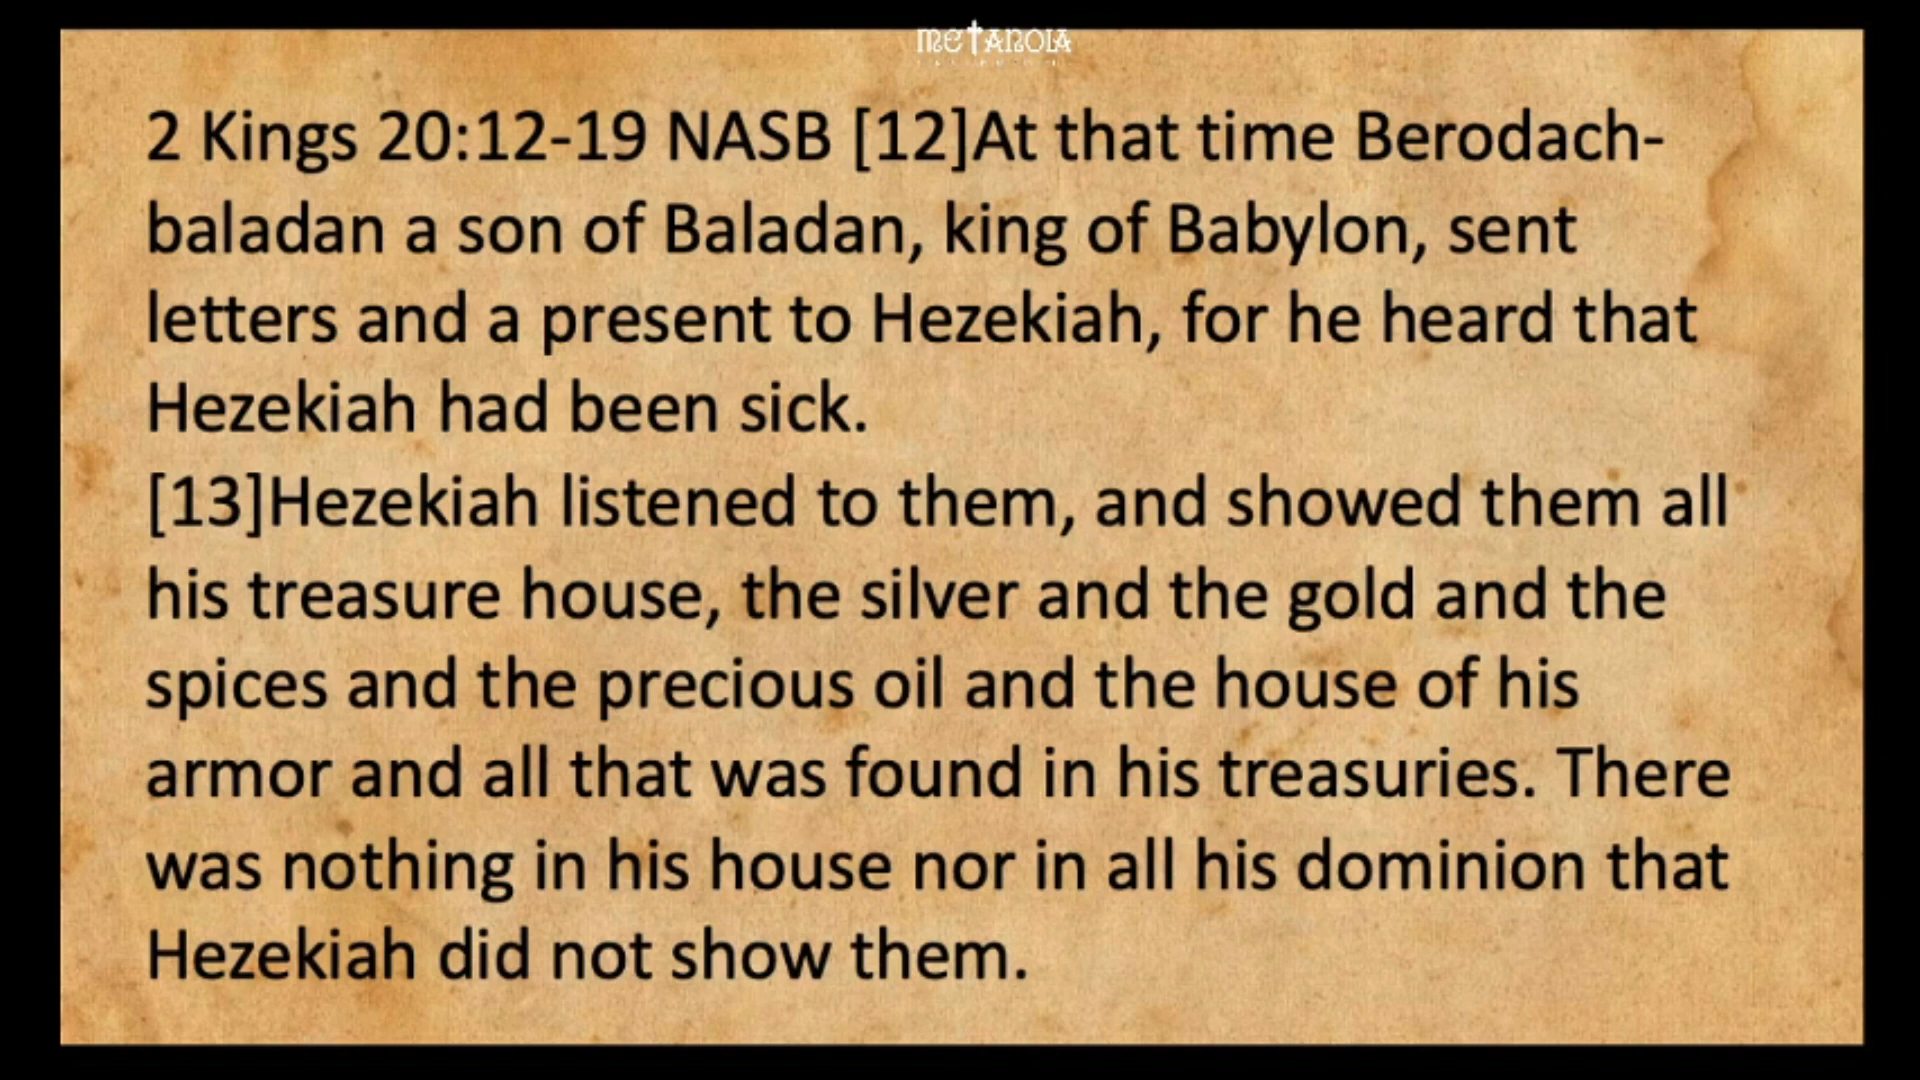 METANOIA
2 Kings 20:12-19 NASB [12]At that time Berodach-
baladan a son of Baladan, king of Babylon, sent
letters and a present to Hezekiah, for he heard that
Hezekiah had been sick.
[13]Hezekiah listened to them, and showed them all
his treasure house, the silver and the gold and the
spices and the precious oil and the house of his
armor and all that was found in his treasuries. There
was nothing in his house nor in all his dominion that
Hezekiah did not show them.